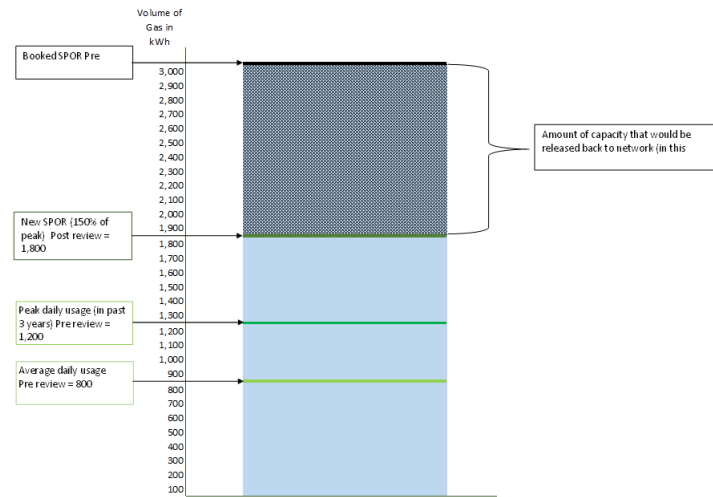 Volume of
Gas in
kWh
Booked SPOR Pre
3,000
2,900
2,800
2,700
2,600
2,500
2,400
2,300
2,200
2,100
2,000
1,900
1,800
1,700
1,600
1,500
1,400
1,300
1,200
1,100
1,000
900
800
700
600
500
400
300
200
100
Amount of capacity that would be
released back to network (in this
New SPOR (150% of
peak) Post review =
1,800
Peak daily usage (in past
3 years) Pre review =
1,200
Average daily usage
Pre review = 800